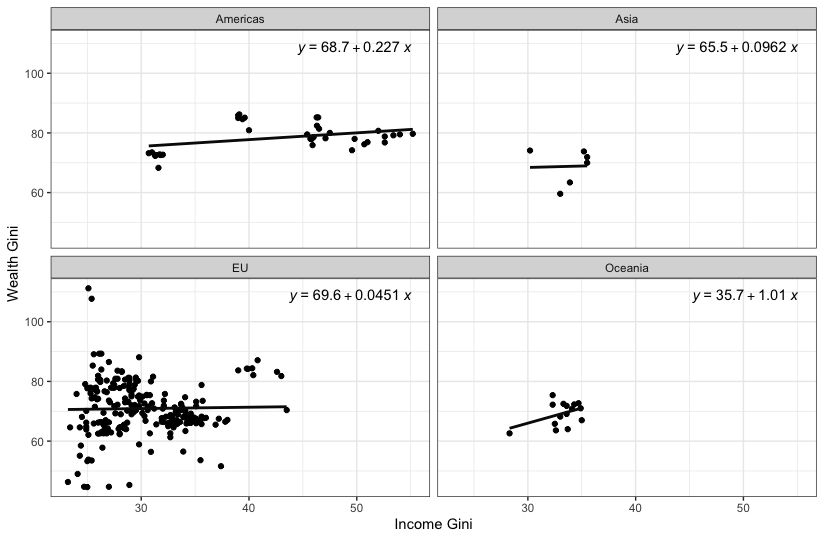 Americas
Asia
y = 68.7 + 0.227 x
y = 65.5 + 0.0962 x
100
80
60
EU
Oceania
y = 69.6 + 0.0451 x
y = 35.7 + 1.01 x
100
80
60
30
40
50
30
40
50
Income Gini
Wealth Gini